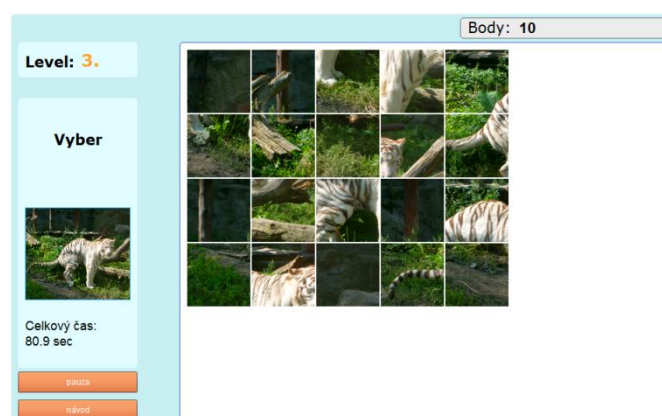 Body: 10
Level: 3.
Vyber
Celkový čas:
80.9 sec
pauza
návod